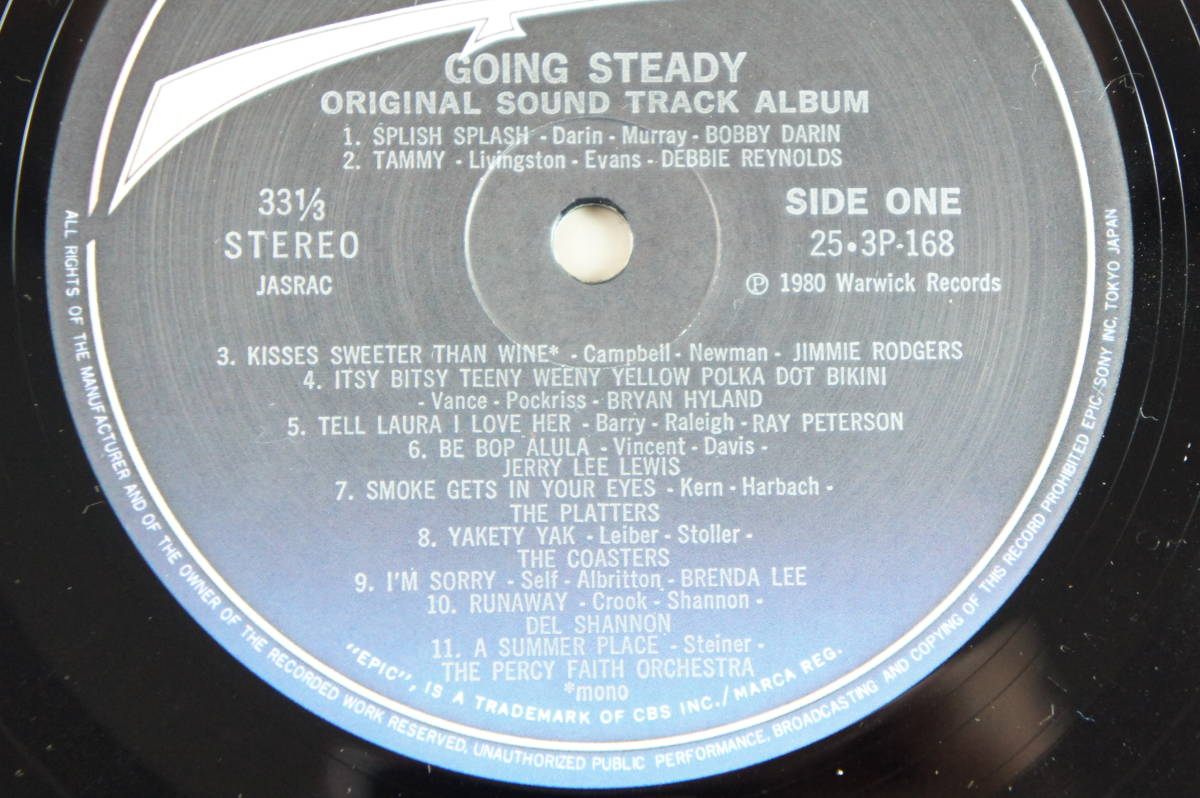 GOING STEADY
ORIGINAL SOUND TRACK ALBUM
1. SPLISH SPLASH - Darin - Murray - BOBBY DARIN
2. TAMMY - Livingston - Evans - DEBBIE REYNOLDS
33⅓
STEREO
JASRAC
SIDE ONE
25•3P-168
Ⓟ 1980 Warwick Records
3. KISSES SWEETER THAN WINE* - Campbell - Newman - JIMMIE RODGERS
4. ITSY BITSY TEENY WEENY YELLOW POLKA DOT BIKINI
- Vance - Pockriss - BRYAN HYLAND
5. TELL LAURA I LOVE HER - Barry - Raleigh - RAY PETERSON
6. BE BOP ALULA - Vincent - Davis -
JERRY LEE LEWIS
7. SMOKE GETS IN YOUR EYES - Kern - Harbach -
THE PLATTERS
8. YAKETY YAK - Leiber - Stoller -
THE COASTERS
9. I'M SORRY - Self - Albritton - BRENDA LEE
10. RUNAWAY - Crook - Shannon -
DEL SHANNON
11. A SUMMER PLACE - Steiner -
THE PERCY FAITH ORCHESTRA
*mono
"EPIC", IS A TRADEMARK OF CBS INC./MARCA REG.
ALL RIGHTS OF THE MANUFACTURER AND OF THE OWNER OF THE RECORDED WORK RESERVED, UNAUTHORIZED PUBLIC PERFORMANCE, BROADCASTING AND COPYING OF THIS RECORD PROHIBITED EPIC/SONY INC. TOKYO JAPAN